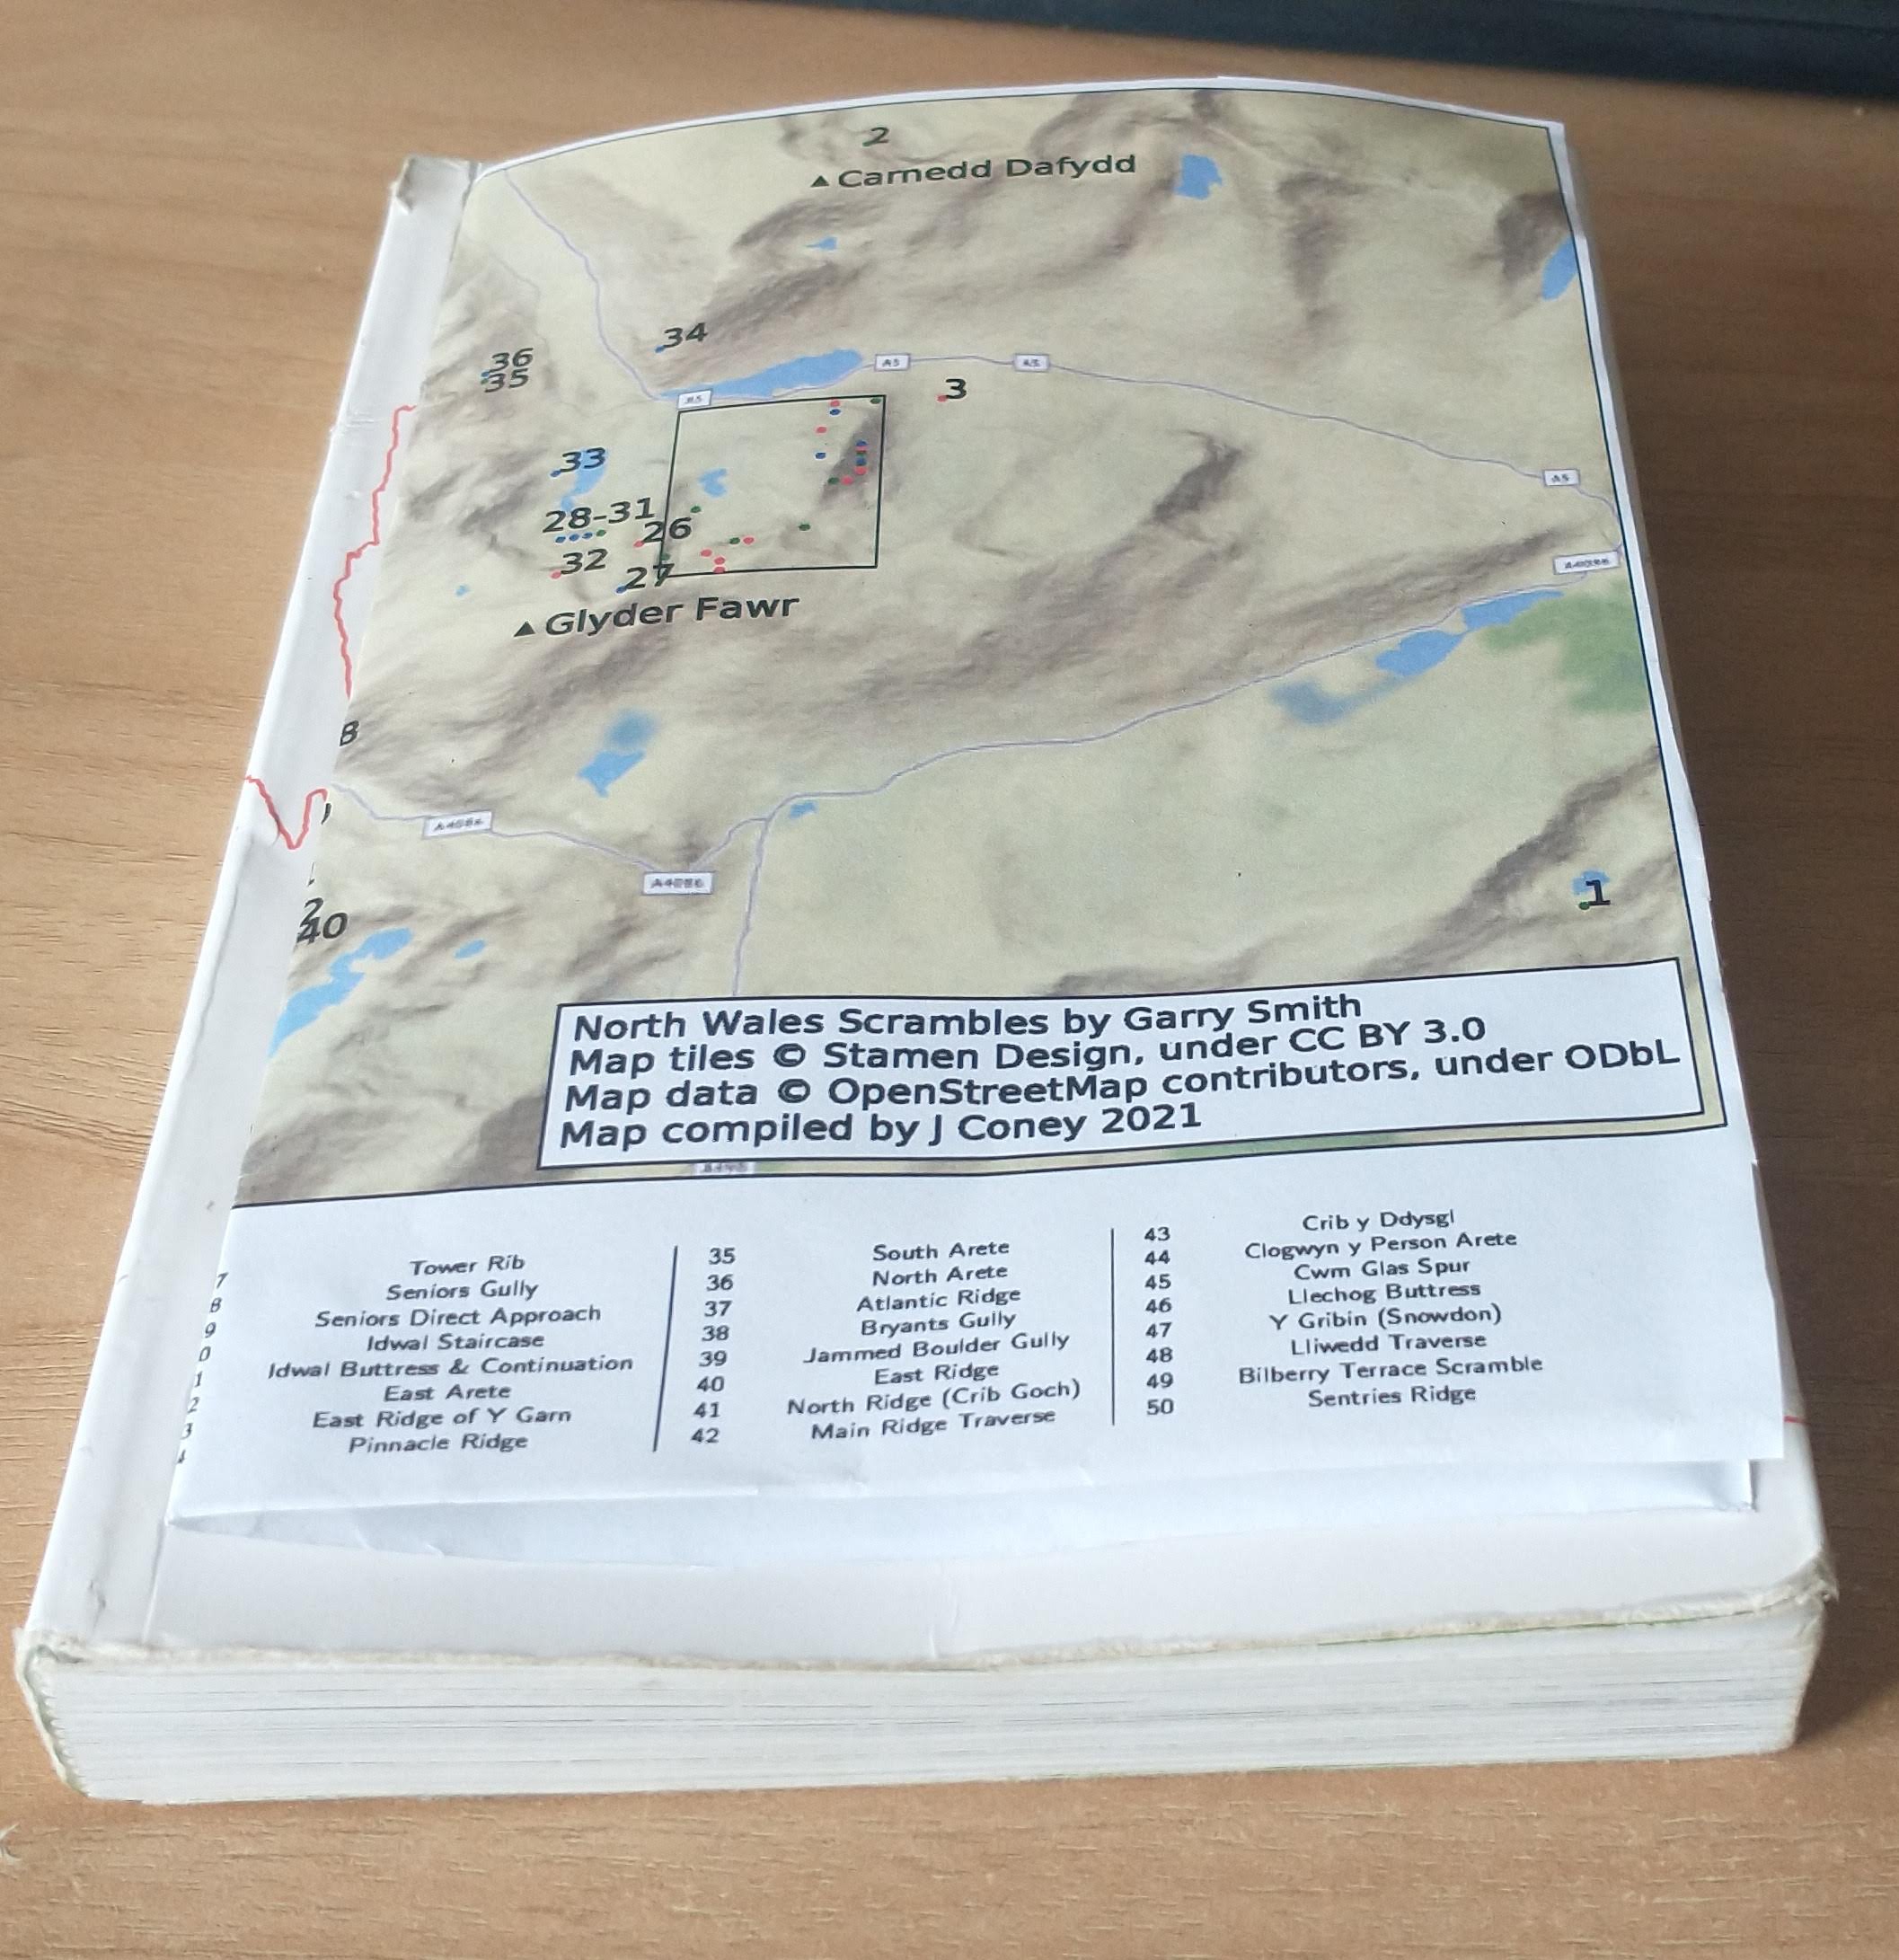 2
▲ Carnedd Dafydd
34
36
35
A5
A5
A5
3
33
A5
28-31
26
32
27
▲ Glyder Fawr
A4086
8
A4086
A4086
1
2
40
North Wales Scrambles by Garry Smith
Map tiles © Stamen Design, under CC BY 3.0
Map data © OpenStreetMap contributors, under ODbL
Map compiled by J Coney 2021
7 Tower Rib 35 South Arete 43 Crib y Ddysgl
8 Seniors Gully 36 North Arete 44 Clogwyn y Person Arete
9 Seniors Direct Approach 37 Atlantic Ridge 45 Cwm Glas Spur
0 Idwal Staircase 38 Bryants Gully 46 Llechog Buttress
1 Idwal Buttress & Continuation 39 Jammed Boulder Gully 47 Y Gribin (Snowdon)
2 East Arete 40 East Ridge 48 Lliwedd Traverse
3 East Ridge of Y Garn 41 North Ridge (Crib Goch) 49 Bilberry Terrace Scramble
4 Pinnacle Ridge 42 Main Ridge Traverse 50 Sentries Ridge